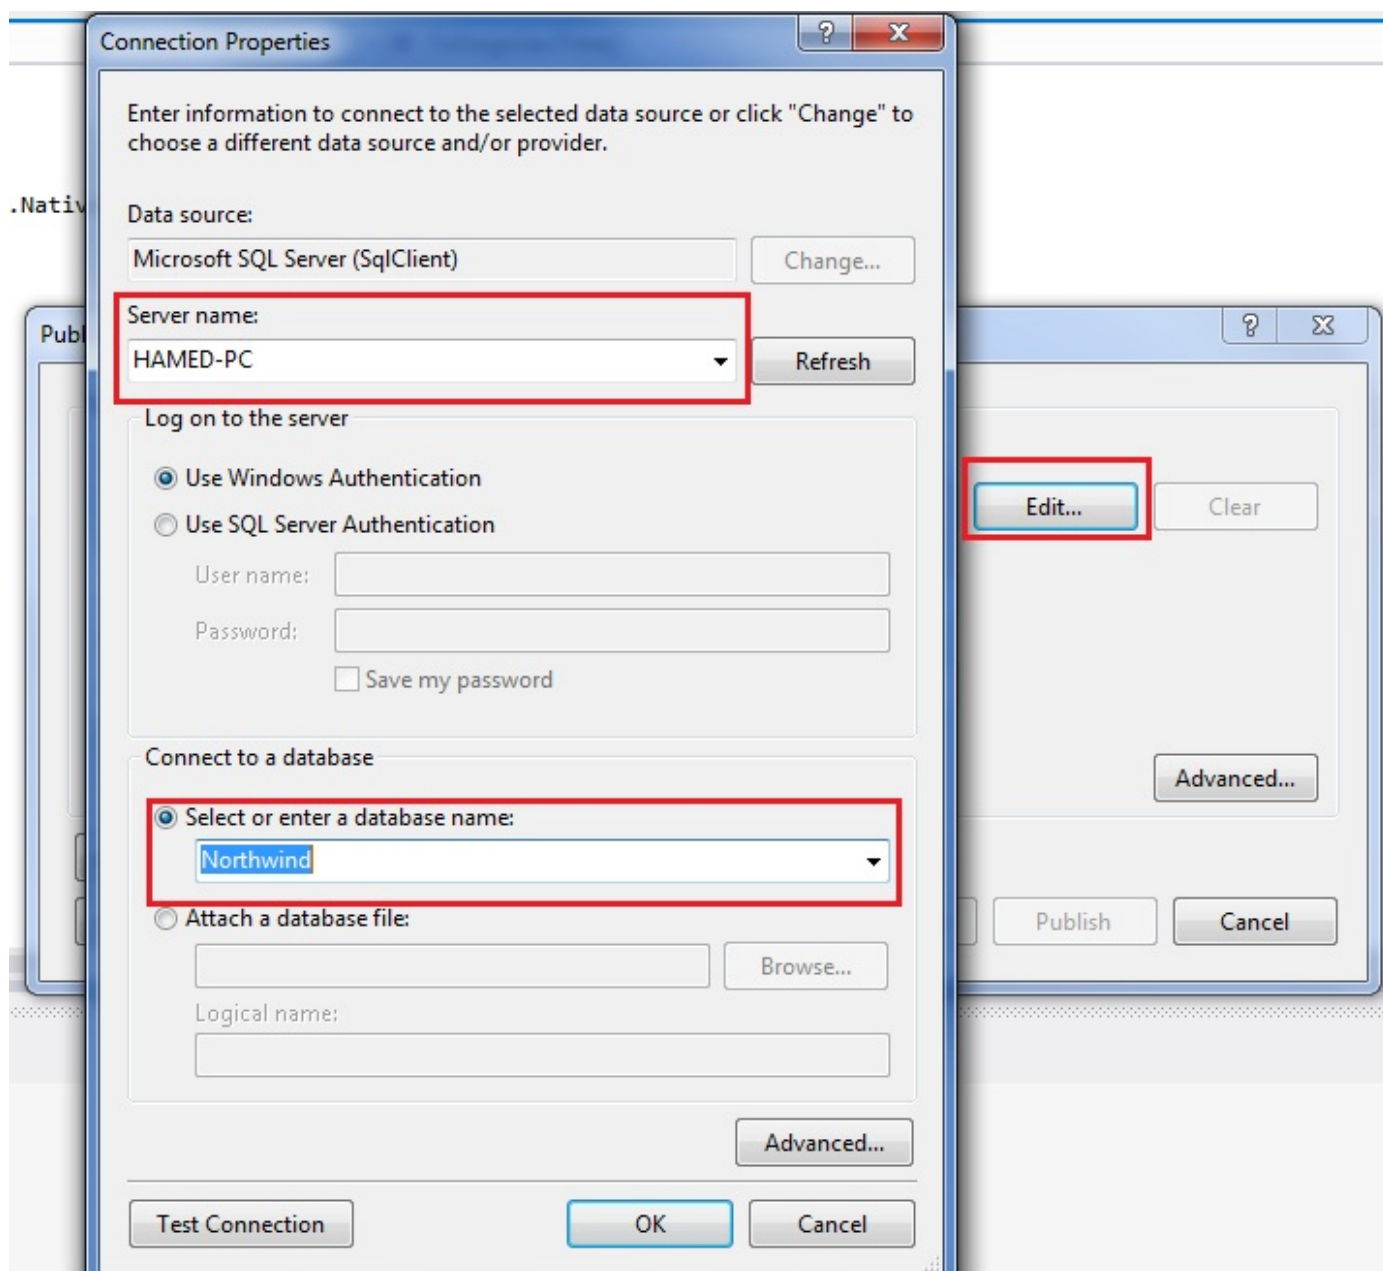 Connection Properties
Enter information to connect to the selected data source or click "Change" to
choose a different data source and/or provider.
.Nativ
Data source:
Microsoft SQL Server (SqlClient)
Change...
Server name:
Publ
HAMED-PC
Refresh
Log on to the server
Use Windows Authentication
Edit...
Clear
Use SQL Server Authentication
User name:
Password:
Save my password
Connect to a database
Advanced...
Select or enter a database name:
Northwind
Attach a database file:
Publish
Cancel
Browse...
Logical name:
Advanced...
Test Connection
OK
Cancel